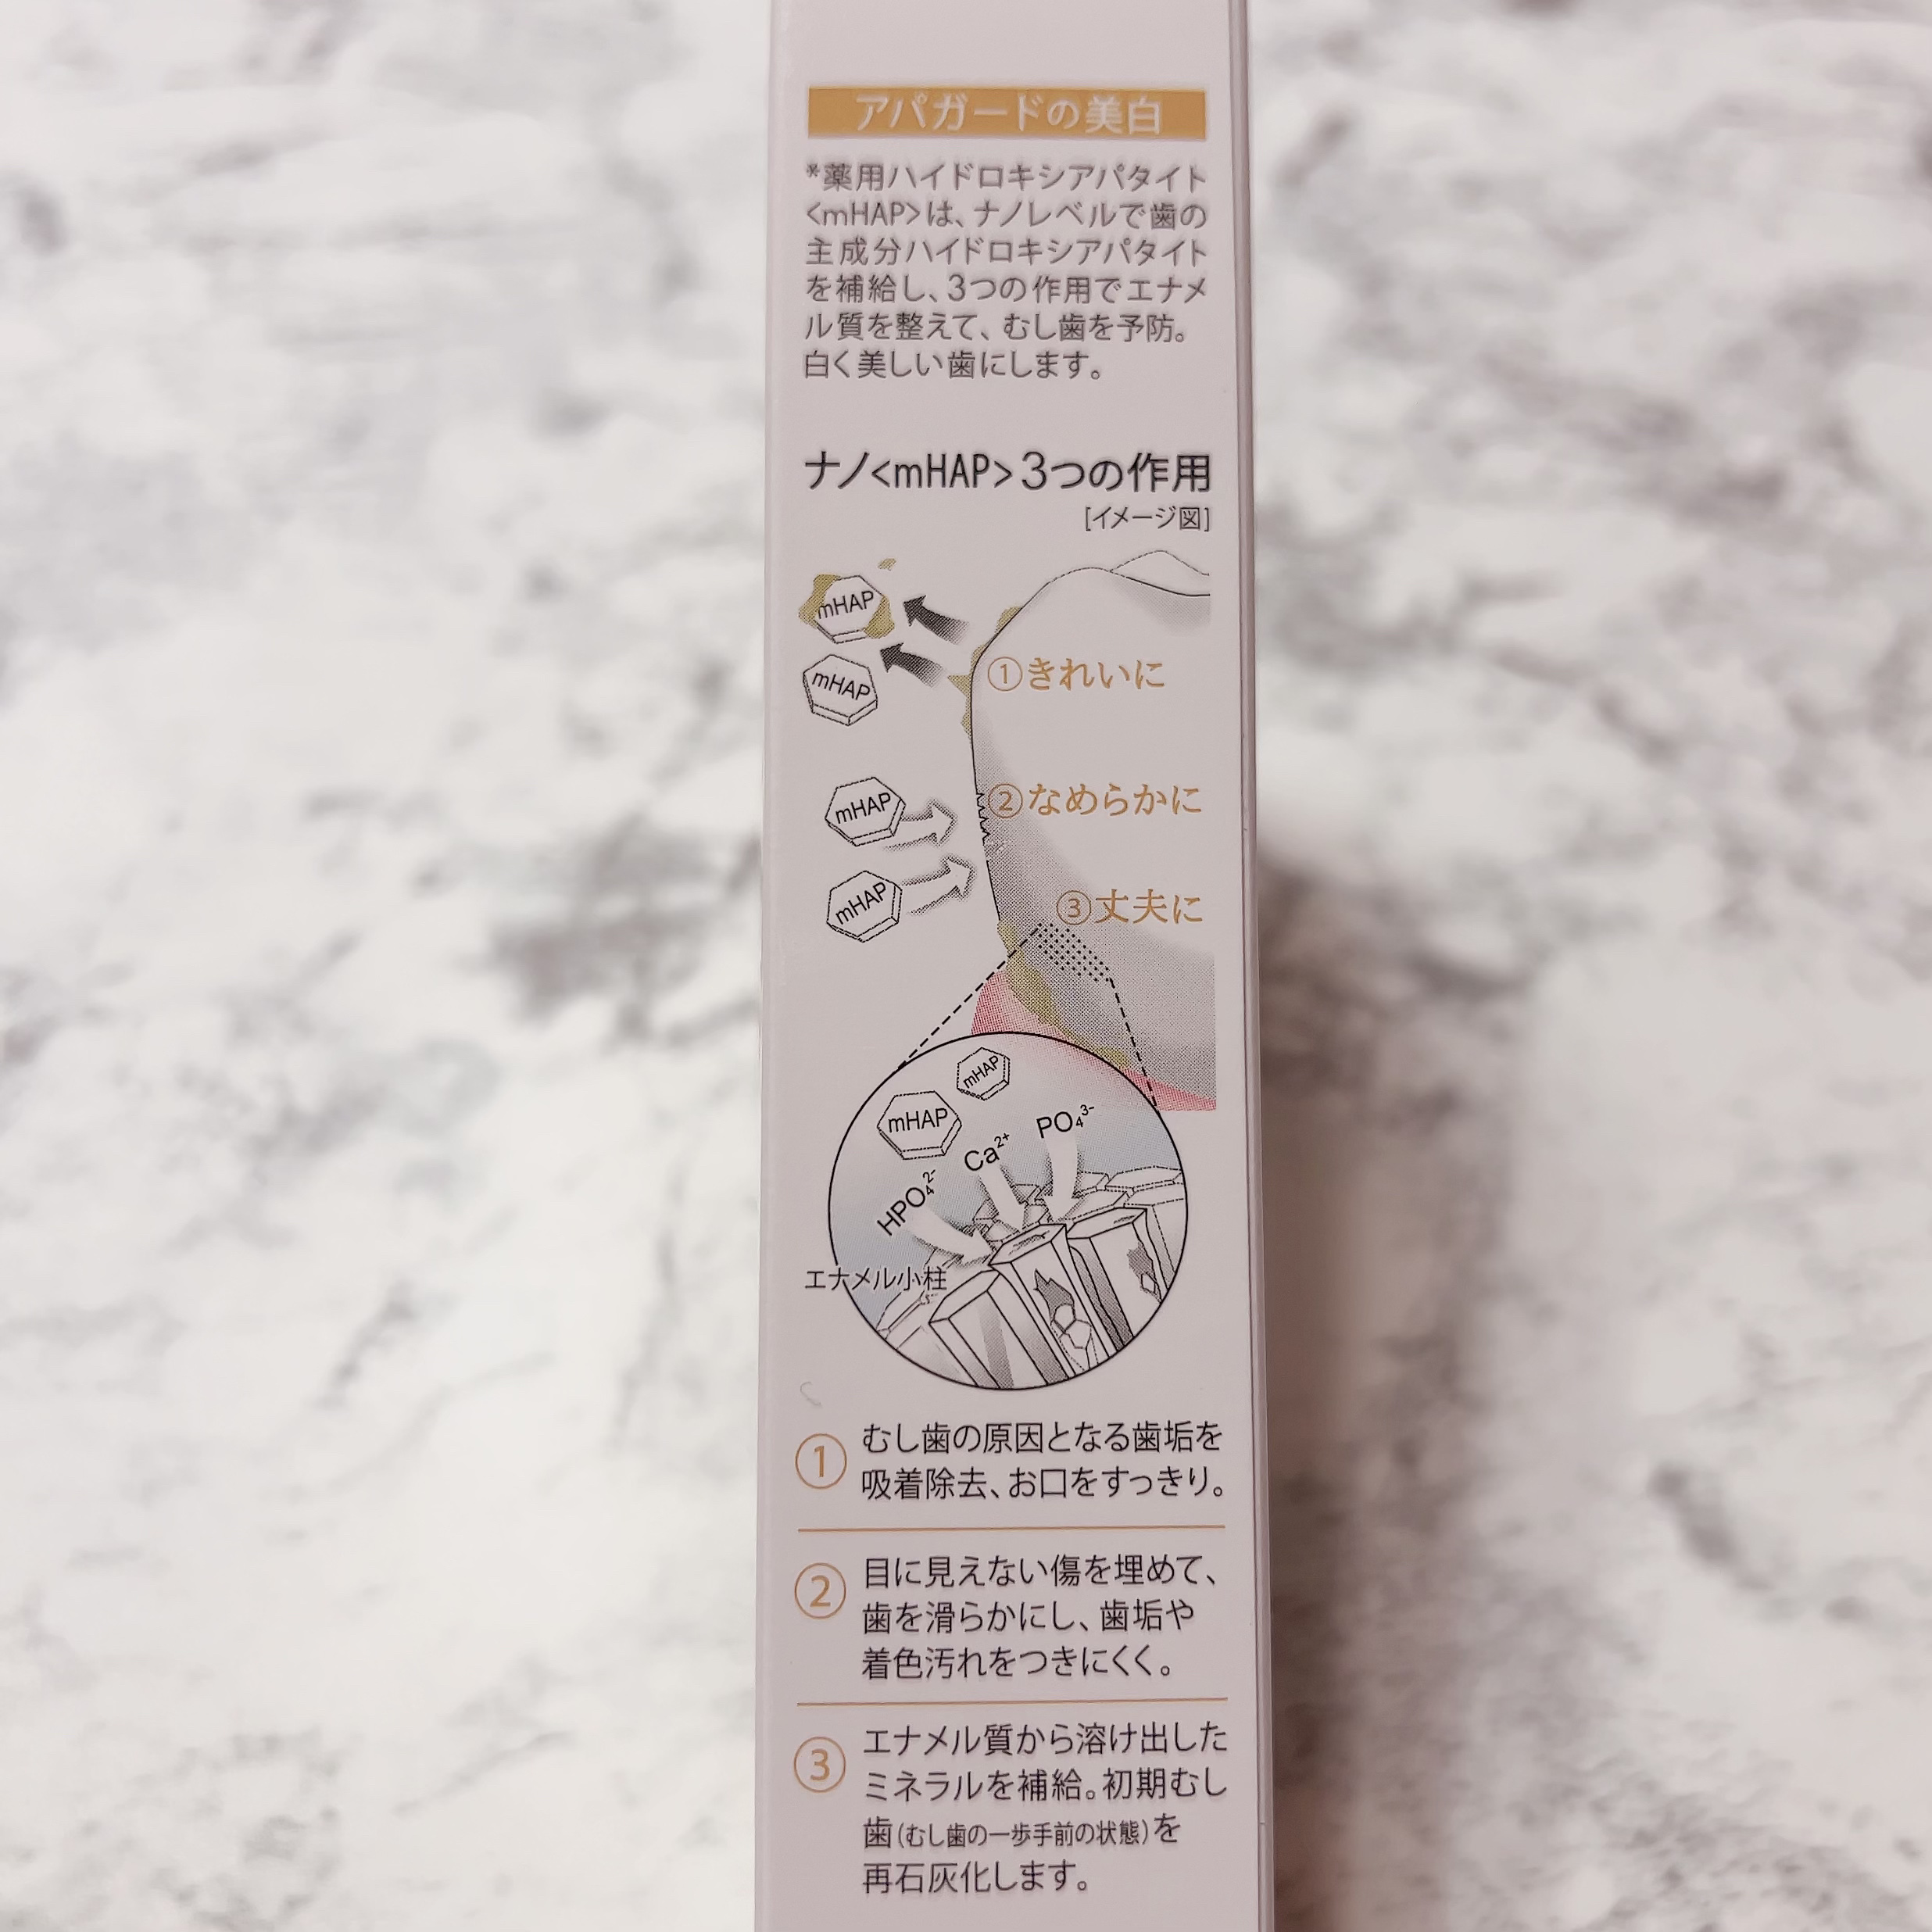 アパガードの美白
*薬用ハイドロキシアパタイト
<mHAP>は、ナノレベルで歯の
主成分ハイドロキシアパタイト
を補給し、3つの作用でエナメ
ル質を整えて、むし歯を予防。
白く美しい歯にします。
ナノ<mHAP>3つの作用
[イメージ図]
mHAP
mHAP
①きれいに
mHAP
②なめらかに
mHAP
③丈夫に
mHAP
mHAP
PO₄³⁻
Ca²⁺
HPO₄²⁻
エナメル小柱
① むし歯の原因となる歯垢を
吸着除去、お口をすっきり。
② 目に見えない傷を埋めて、
歯を滑らかにし、歯垢や
着色汚れをつきにくく。
③ エナメル質から溶け出した
ミネラルを補給。初期むし
歯(むし歯の一歩手前の状態)を
再石灰化します。